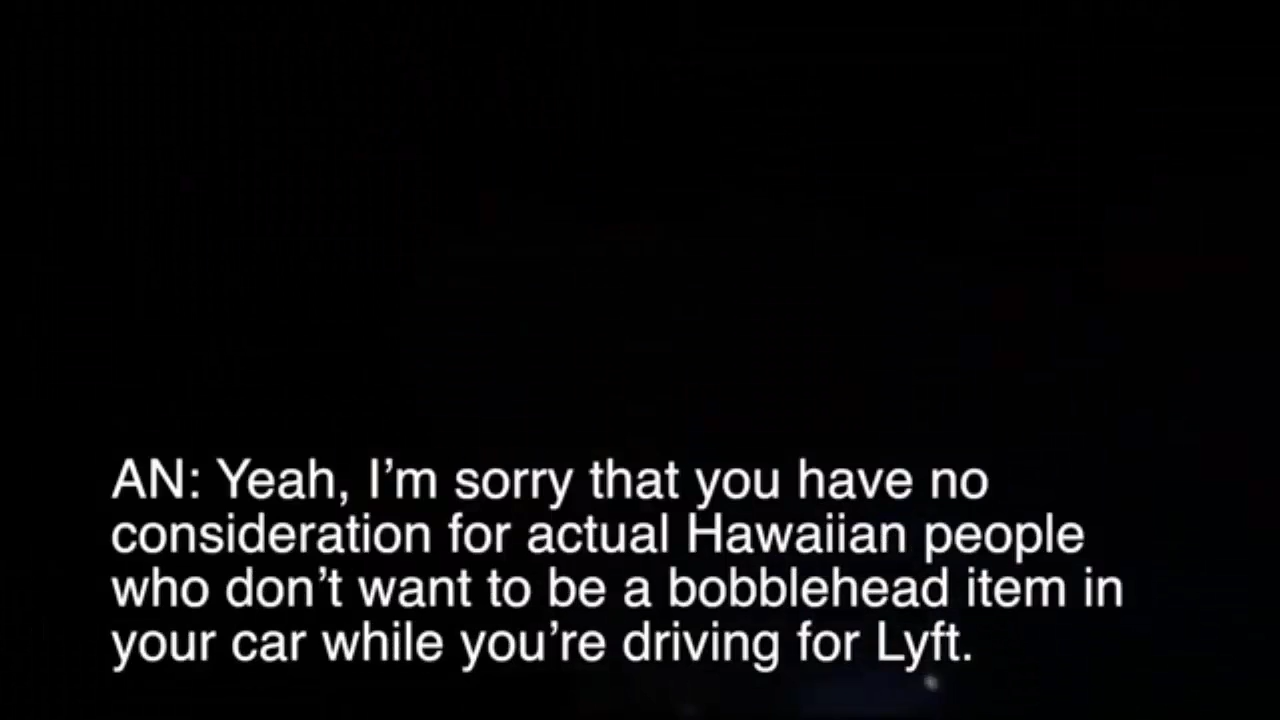 AN: Yeah, I’m sorry that you have no
consideration for actual Hawaiian people
who don’t want to be a bobblehead item in
your car while you’re driving for Lyft.